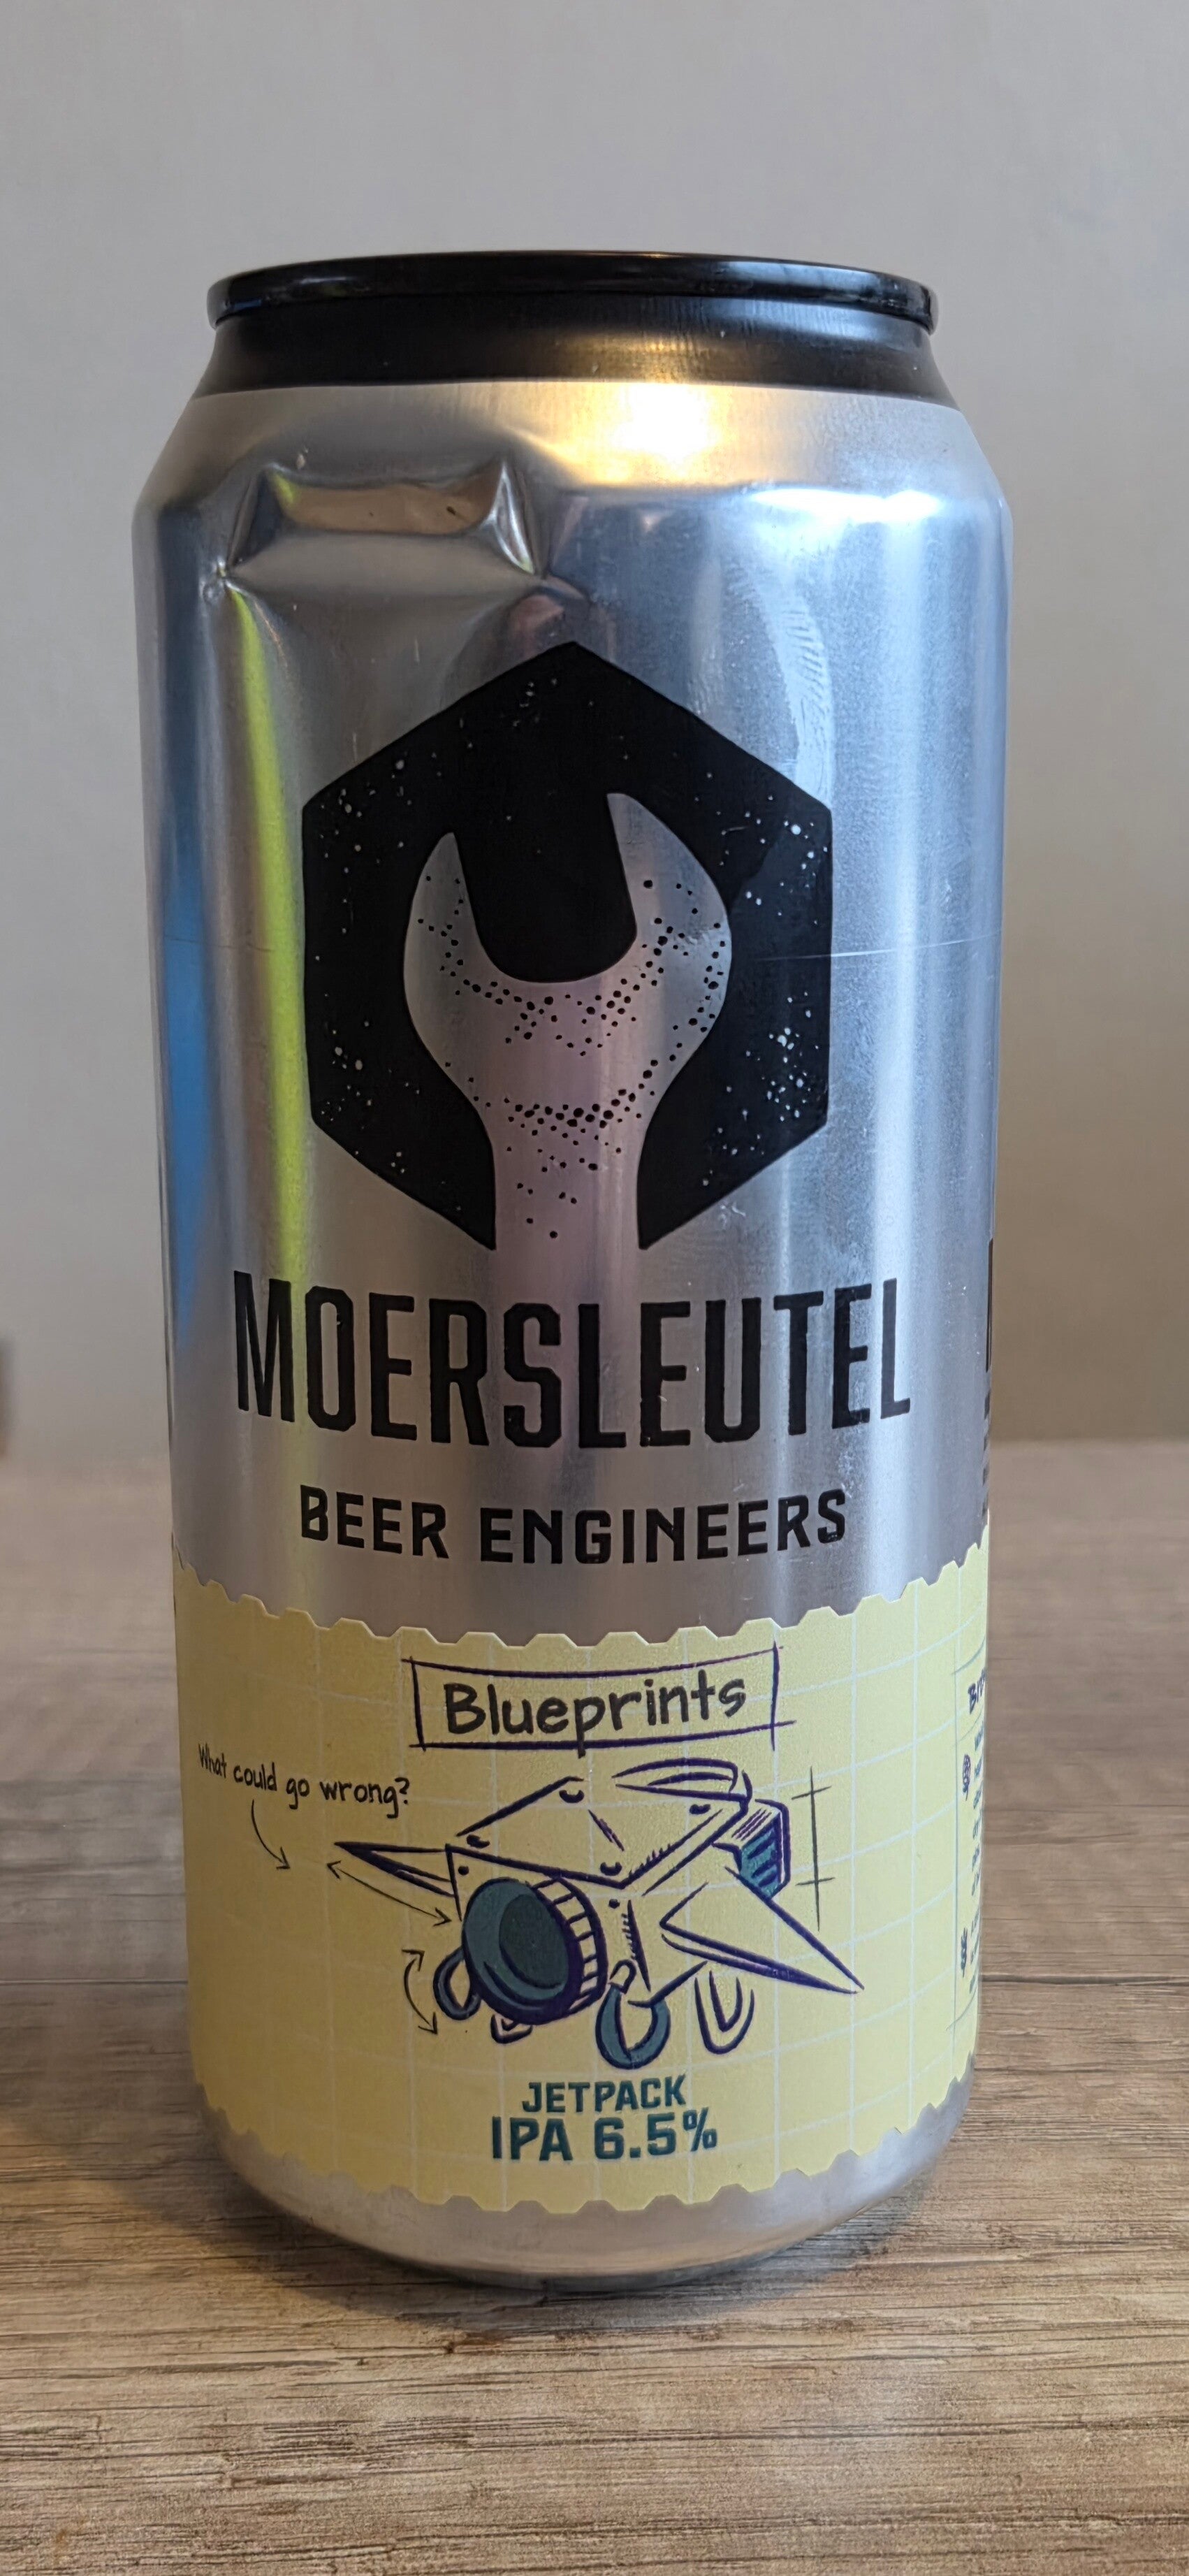 MOERSLEUTEL
BEER ENGINEERS
Blueprints
What could go wrong?
JETPACK
IPA 6.5%